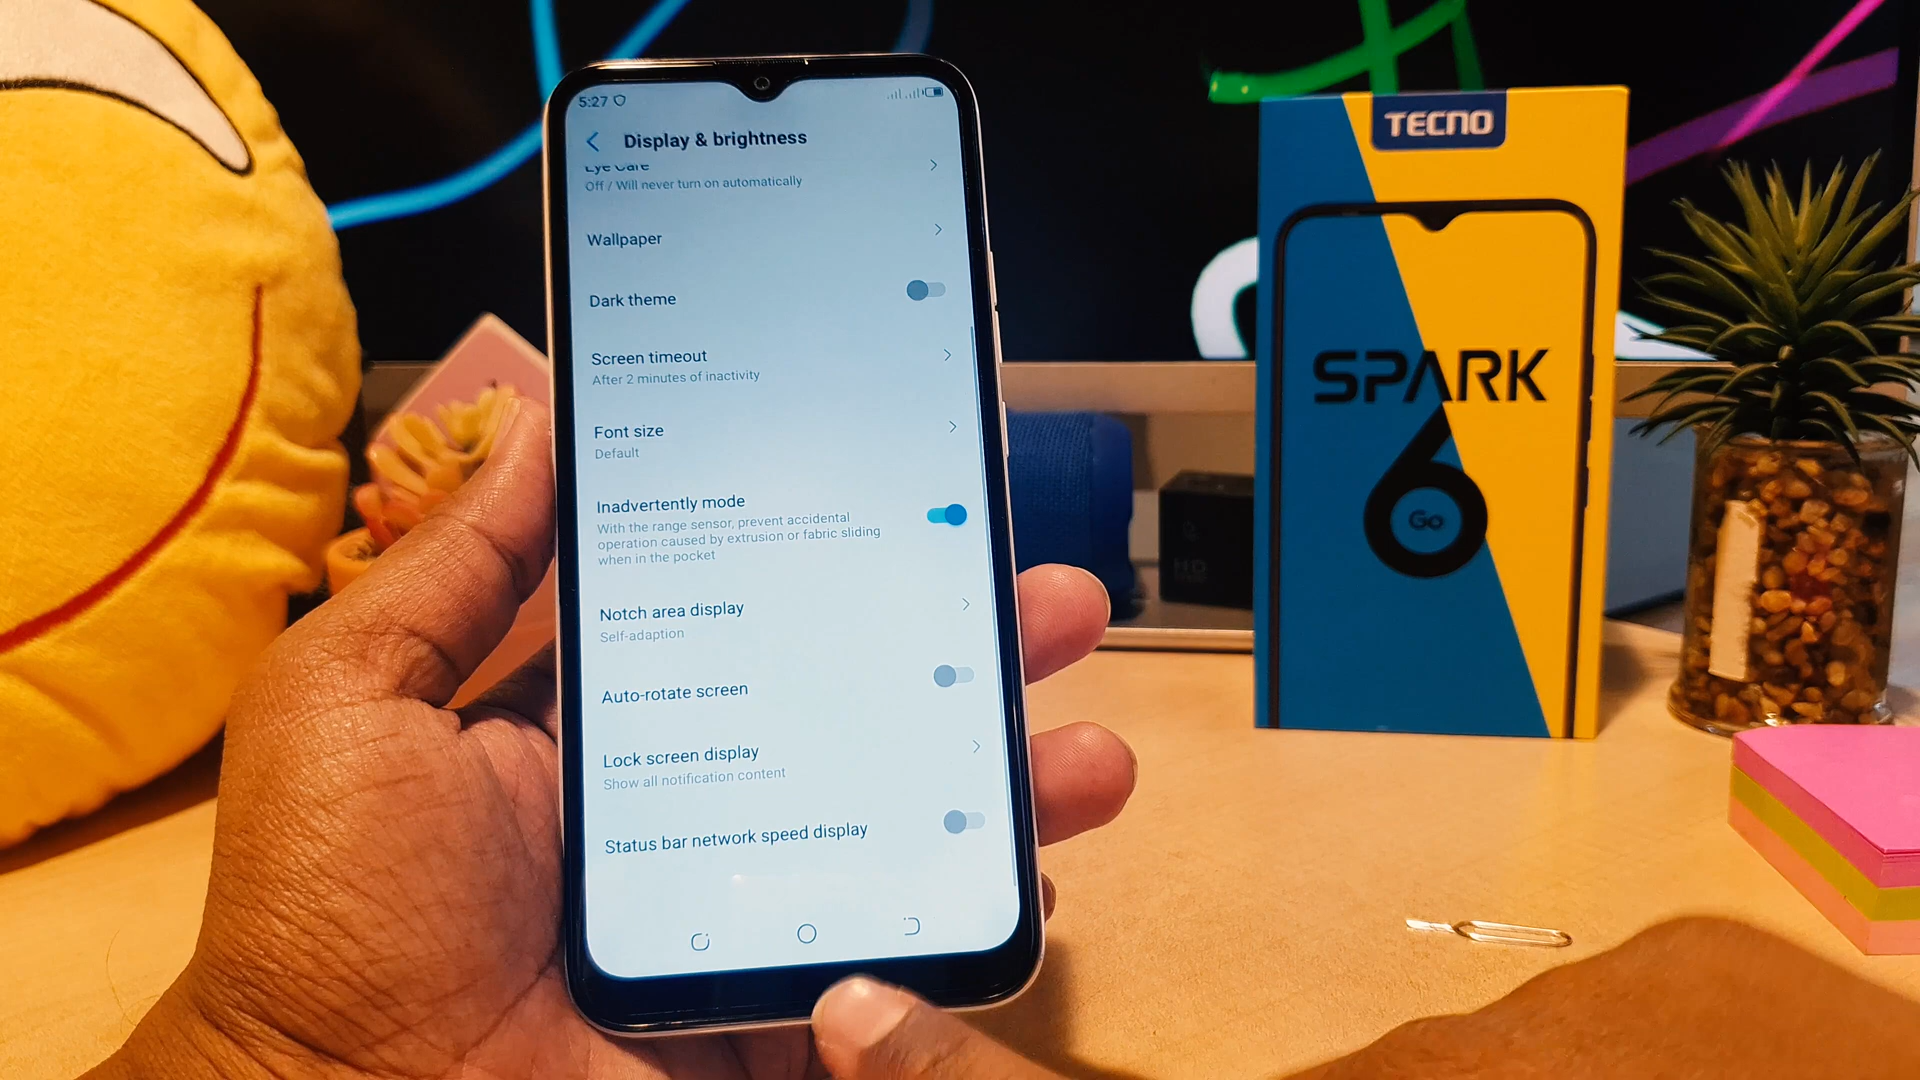 5:27
Display & brightness
Eye Care
Off / Will never turn on automatically
Wallpaper
Dark theme
Screen timeout
After 2 minutes of inactivity
Font size
Default
Inadvertently mode
With the range sensor, prevent accidental
operation caused by extrusion or fabric sliding
when in the pocket
Notch area display
Self-adaption
Auto-rotate screen
Lock screen display
Show all notification content
Status bar network speed display
TECNO
SPARK
6
Go
HD